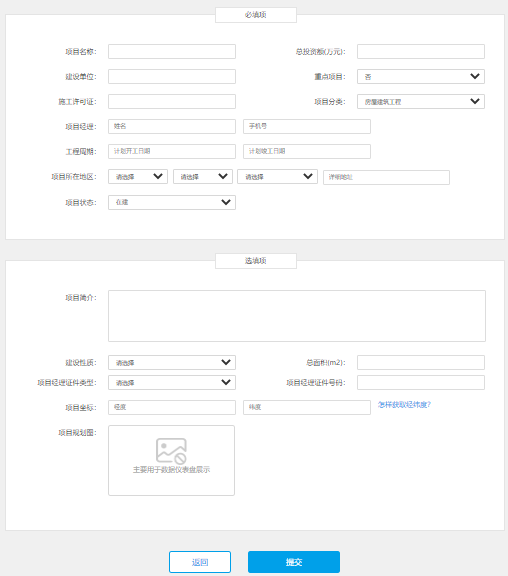 必填项
项目名称： 总投资额(万元)：
建设单位： 重点项目： 否
施工许可证： 项目分类： 房屋建筑工程
项目经理： 姓名 手机号
工程周期： 计划开工日期 计划竣工日期
项目所在地区： 请选择 请选择 请选择 详细地址
项目状态： 在建
选填项
项目简介：
建设性质： 请选择 总面积(m2)：
项目经理证件类型： 请选择 项目经理证件号码：
项目坐标： 经度 纬度 怎样获取经纬度?
项目规划图：
主要用于数据仪表盘展示
返回 提交